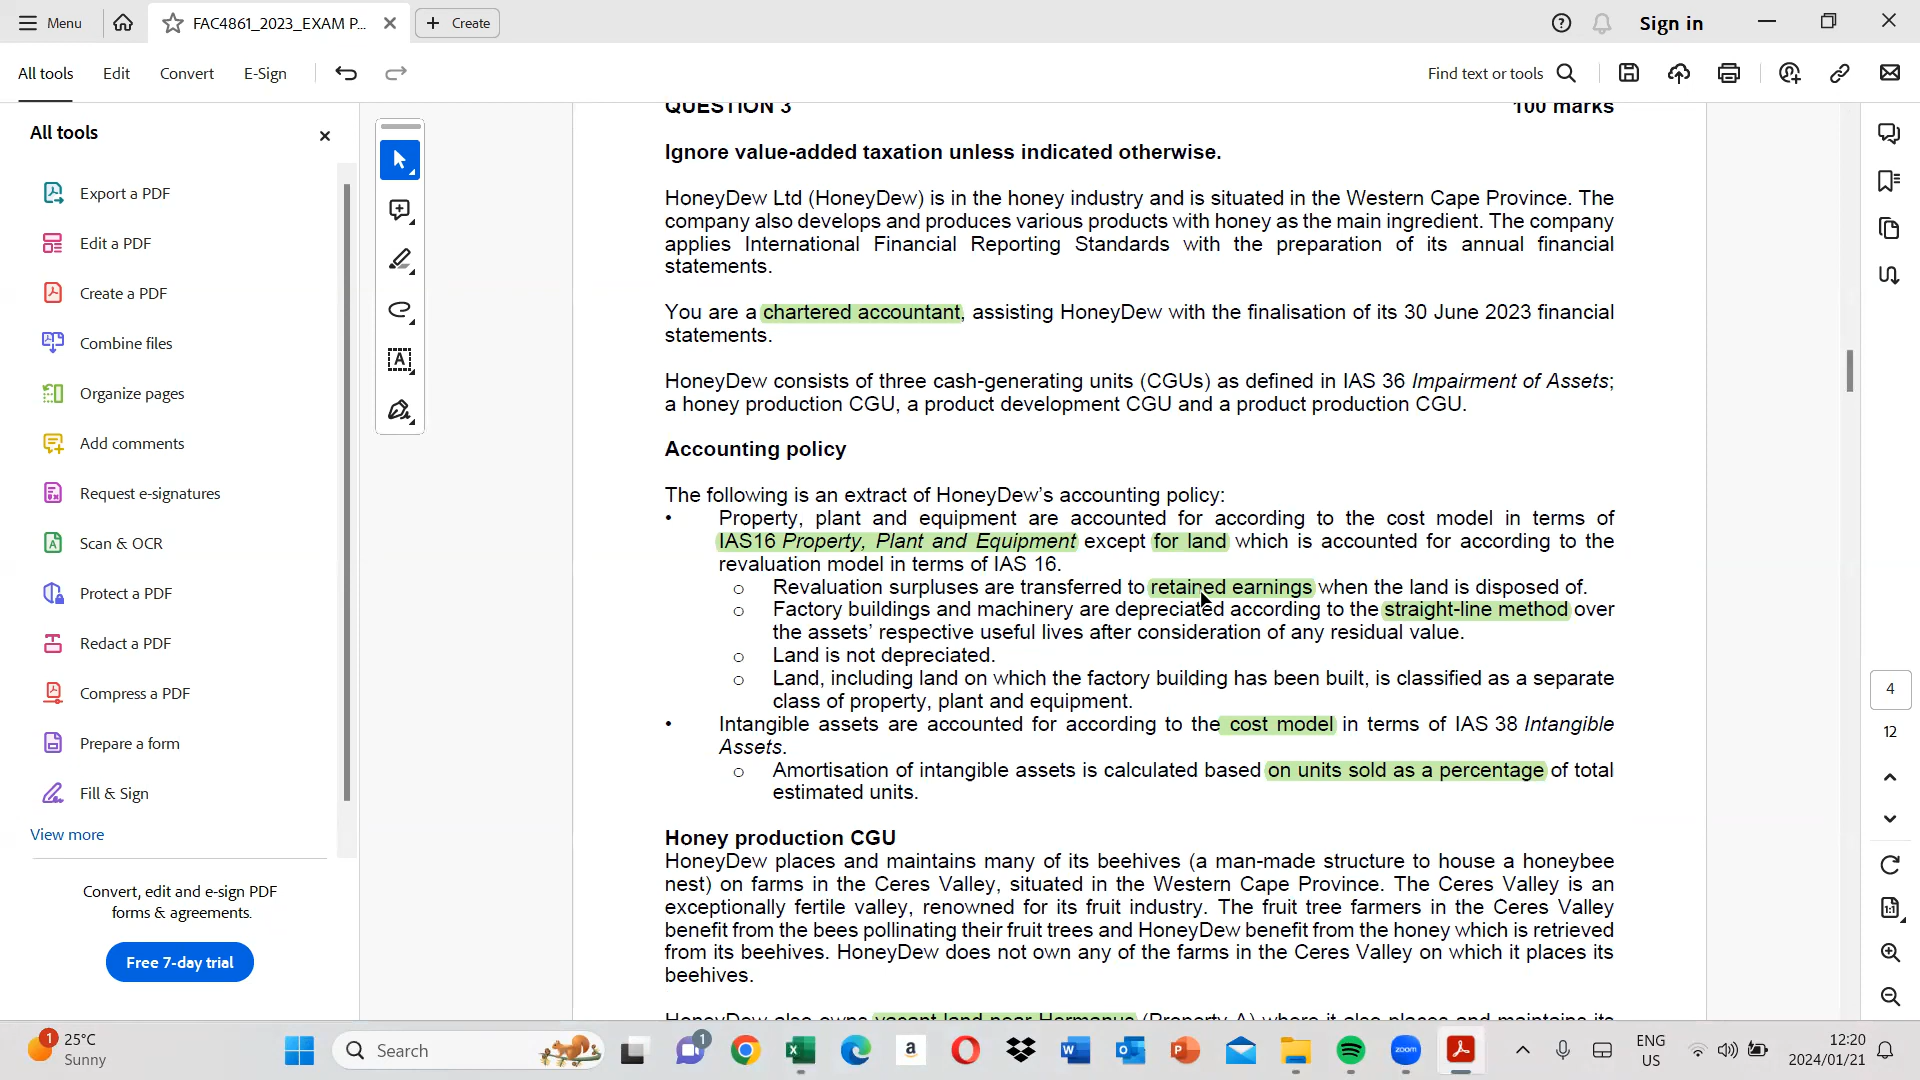 Menu
FAC4861_2023_EXAM P...
Create
Sign in
All tools
Edit
Convert
E-Sign
Find text or tools
All tools
Export a PDF
Edit a PDF
Create a PDF
Combine files
Organize pages
Add comments
Request e-signatures
Scan & OCR
Protect a PDF
Redact a PDF
Compress a PDF
Prepare a form
Fill & Sign
View more
Convert, edit and e-sign PDF
forms & agreements.
Free 7-day trial
QUESTION 3 100 marks
Ignore value-added taxation unless indicated otherwise.
HoneyDew Ltd (HoneyDew) is in the honey industry and is situated in the Western Cape Province. The
company also develops and produces various products with honey as the main ingredient. The company
applies International Financial Reporting Standards with the preparation of its annual financial
statements.
You are a chartered accountant, assisting HoneyDew with the finalisation of its 30 June 2023 financial
statements.
HoneyDew consists of three cash-generating units (CGUs) as defined in IAS 36 Impairment of Assets;
a honey production CGU, a product development CGU and a product production CGU.
Accounting policy
The following is an extract of HoneyDew's accounting policy:
• Property, plant and equipment are accounted for according to the cost model in terms of
IAS16 Property, Plant and Equipment except for land which is accounted for according to the
revaluation model in terms of IAS 16.
o Revaluation surpluses are transferred to retained earnings when the land is disposed of.
o Factory buildings and machinery are depreciated according to the straight-line method over
the assets' respective useful lives after consideration of any residual value.
o Land is not depreciated.
o Land, including land on which the factory building has been built, is classified as a separate
class of property, plant and equipment.
• Intangible assets are accounted for according to the cost model in terms of IAS 38 Intangible
Assets.
o Amortisation of intangible assets is calculated based on units sold as a percentage of total
estimated units.
Honey production CGU
HoneyDew places and maintains many of its beehives (a man-made structure to house a honeybee
nest) on farms in the Ceres Valley, situated in the Western Cape Province. The Ceres Valley is an
exceptionally fertile valley, renowned for its fruit industry. The fruit tree farmers in the Ceres Valley
benefit from the bees pollinating their fruit trees and HoneyDew benefit from the honey which is retrieved
from its beehives. HoneyDew does not own any of the farms in the Ceres Valley on which it places its
beehives.
HoneyDew also owns vacant land near Hermanus (Property A) where it also places and maintains its
4
12
1:1
1
25°C
Sunny
Search
1
a
zoom
ENG
US
12:20
2024/01/21